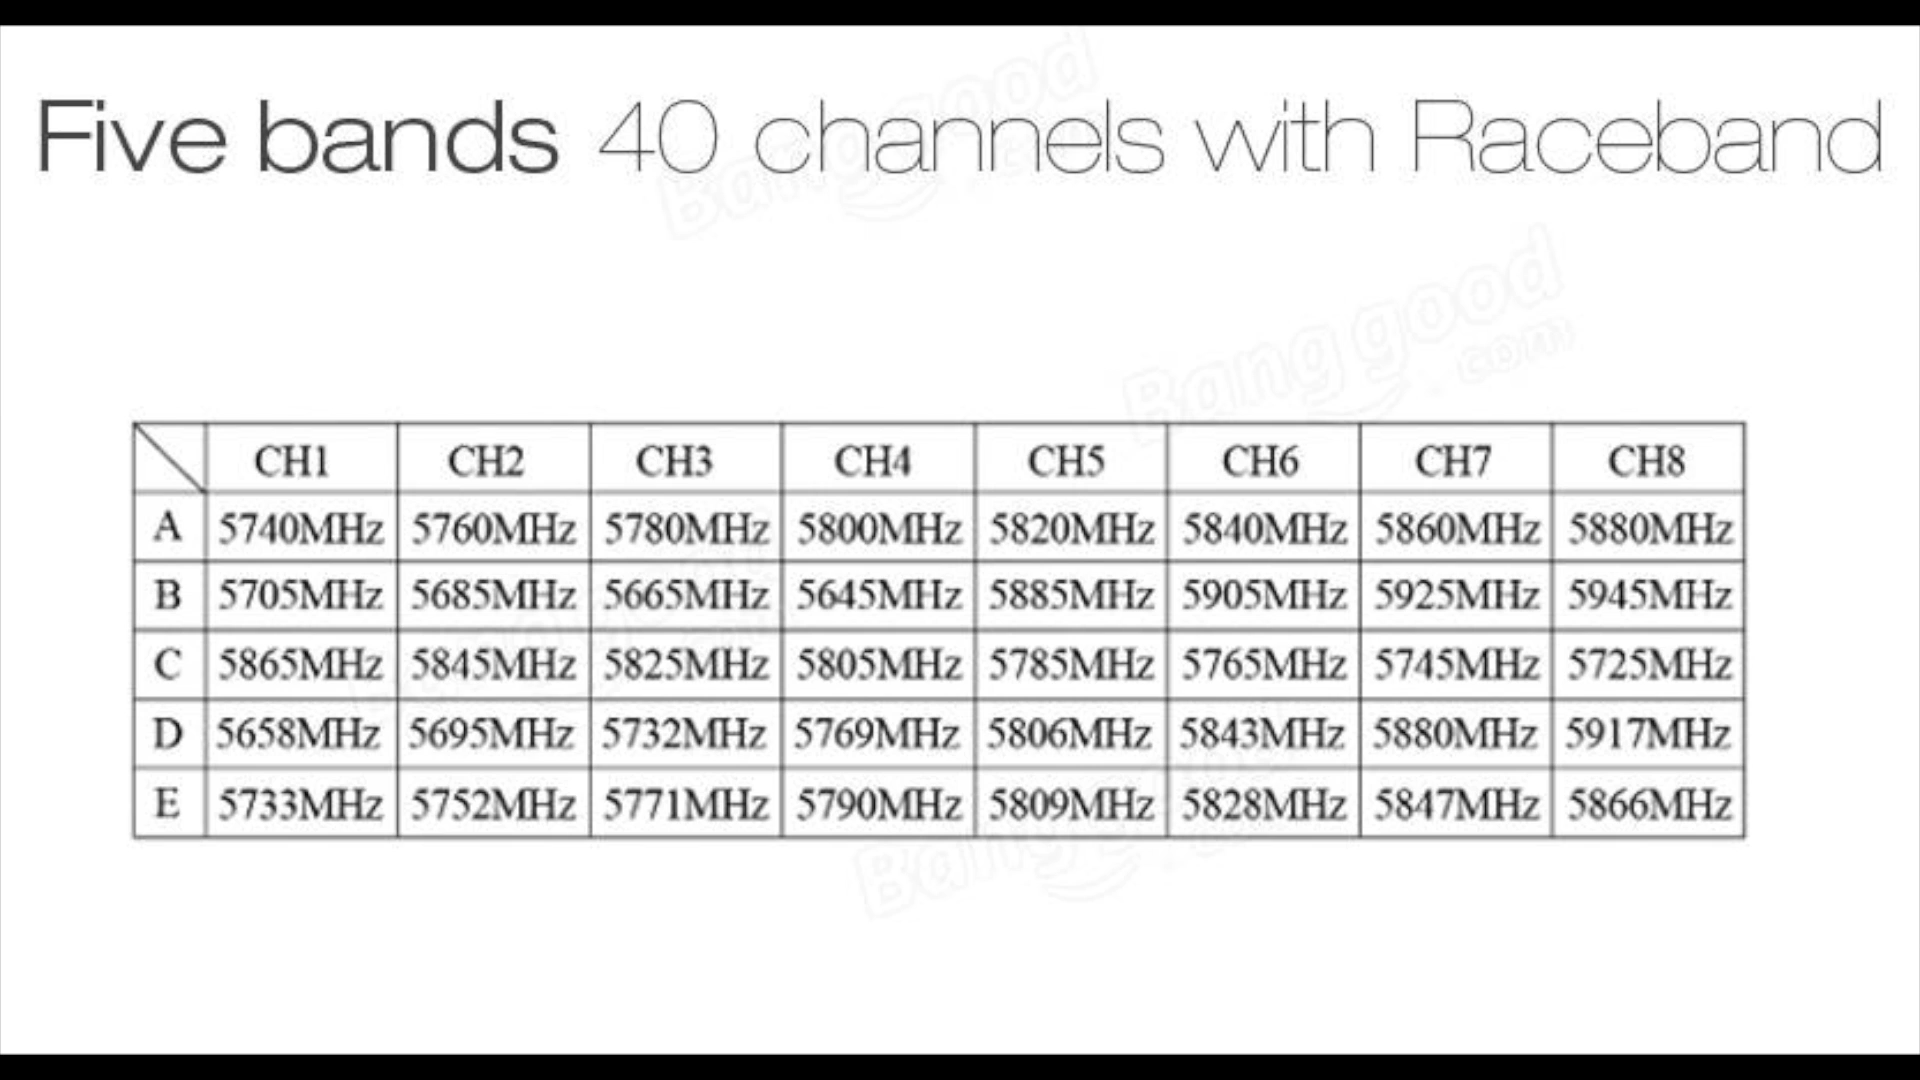 Five bands 40 channels with Raceband
Banggood
.com
CH1 CH2 CH3 CH4 CH5 CH6 CH7 CH8
A 5740MHz 5760MHz 5780MHz 5800MHz 5820MHz 5840MHz 5860MHz 5880MHz
B 5705MHz 5685MHz 5665MHz 5645MHz 5885MHz 5905MHz 5925MHz 5945MHz
C 5865MHz 5845MHz 5825MHz 5805MHz 5785MHz 5765MHz 5745MHz 5725MHz
D 5658MHz 5695MHz 5732MHz 5769MHz 5806MHz 5843MHz 5880MHz 5917MHz
E 5733MHz 5752MHz 5771MHz 5790MHz 5809MHz 5828MHz 5847MHz 5866MHz